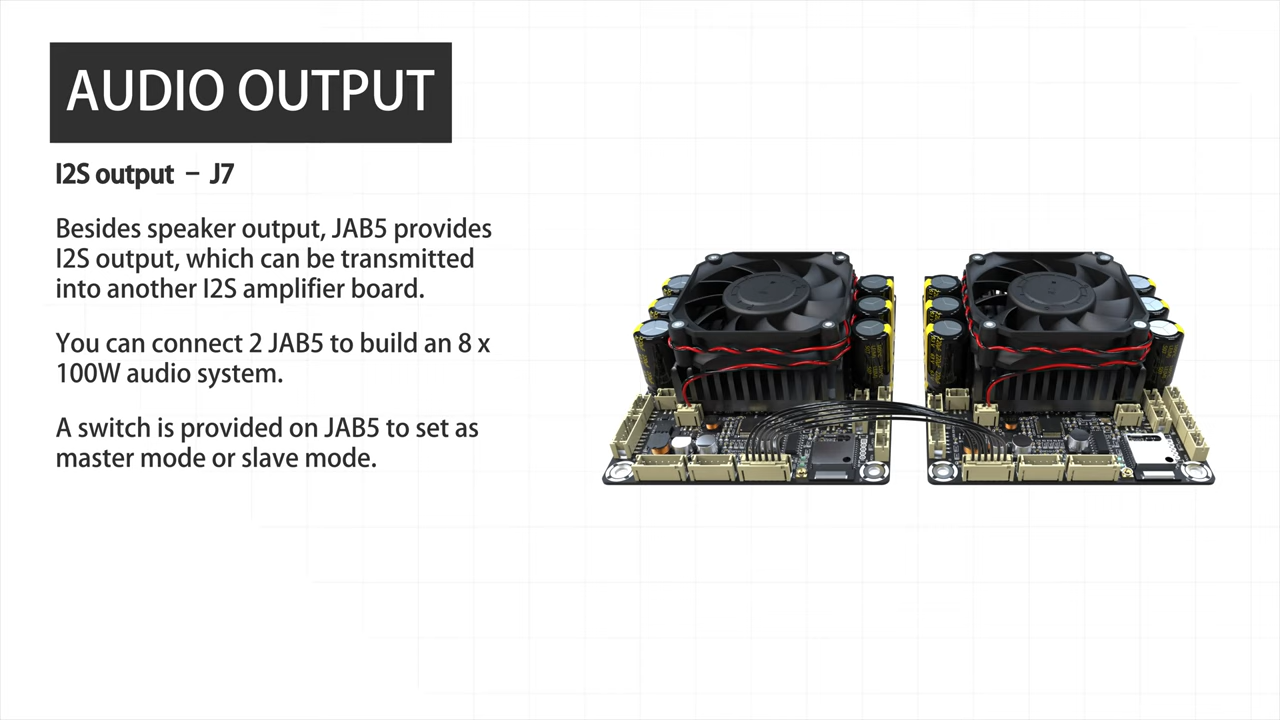 AUDIO OUTPUT
I2S output – J7
Besides speaker output, JAB5 provides
I2S output, which can be transmitted
into another I2S amplifier board.
You can connect 2 JAB5 to build an 8 x
100W audio system.
A switch is provided on JAB5 to set as
master mode or slave mode.